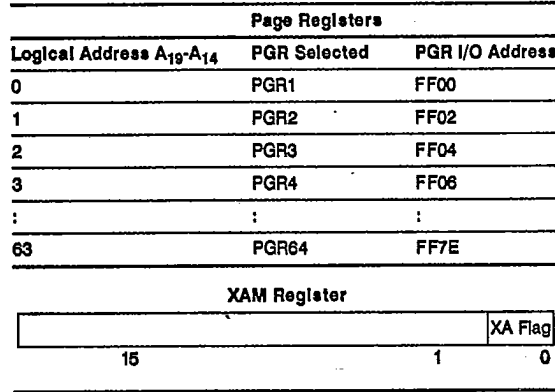 Page Registers
Logical Address A19-A14 PGR Selected PGR I/O Address
0 PGR1 FF00
1 PGR2 FF02
2 PGR3 FF04
3 PGR4 FF06
: : :
63 PGR64 FF7E
XAM Register
XA Flag
15 1 0